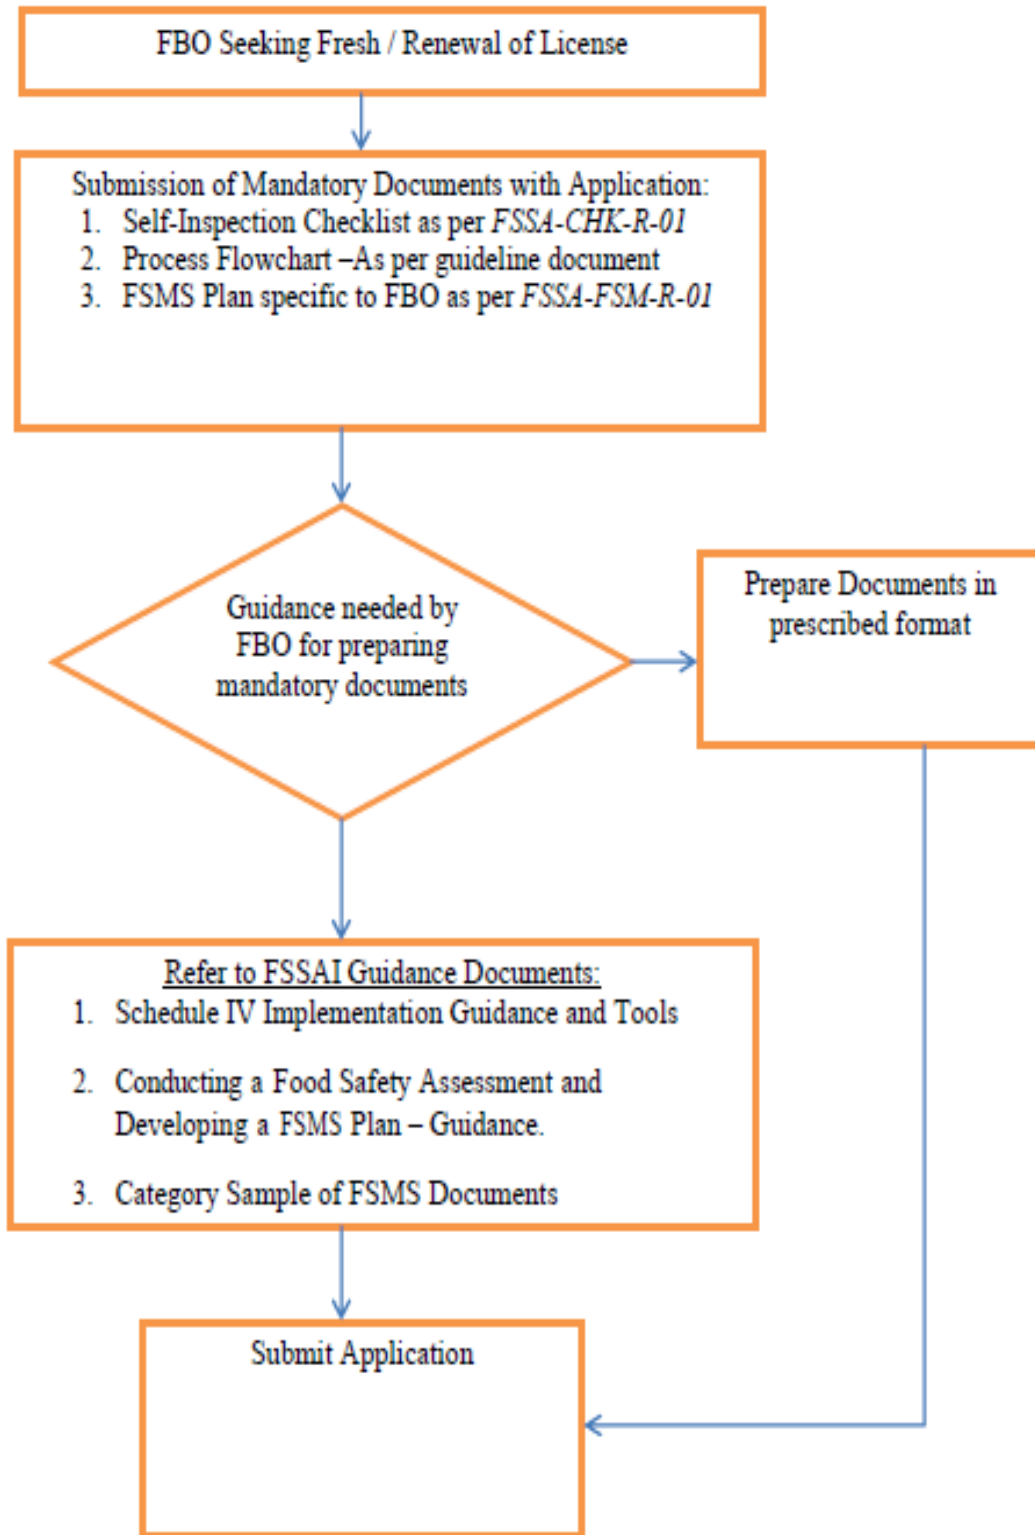 FBO Seeking Fresh / Renewal of License
Submission of Mandatory Documents with Application:
1. Self-Inspection Checklist as per FSSA-CHK-R-01
2. Process Flowchart –As per guideline document
3. FSMS Plan specific to FBO as per FSSA-FSM-R-01
Guidance needed by
FBO for preparing
mandatory documents
Prepare Documents in
prescribed format
Refer to FSSAI Guidance Documents:
1. Schedule IV Implementation Guidance and Tools
2. Conducting a Food Safety Assessment and
Developing a FSMS Plan – Guidance.
3. Category Sample of FSMS Documents
Submit Application